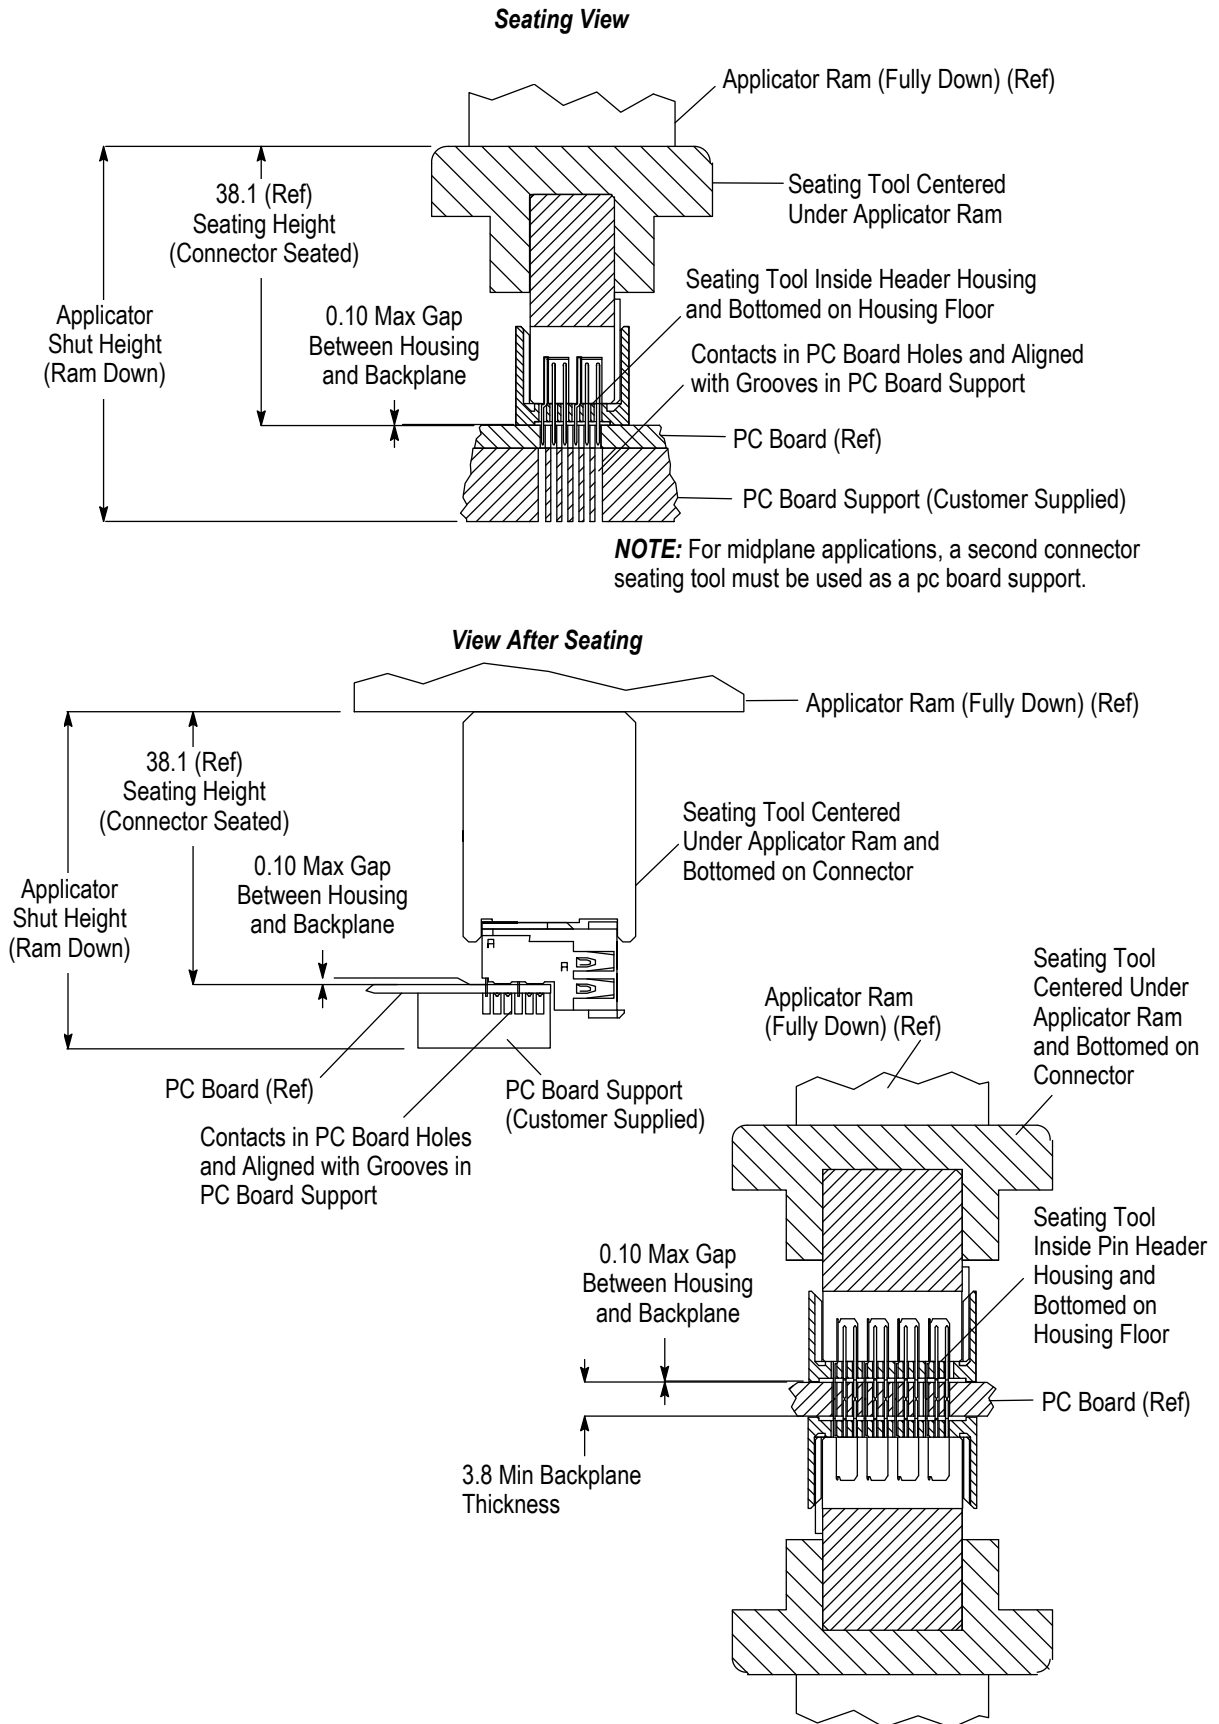 Seating View
Applicator Ram (Fully Down) (Ref)
38.1 (Ref)
Seating Height
(Connector Seated)
Seating Tool Centered
Under Applicator Ram
Applicator
Shut Height
(Ram Down)
0.10 Max Gap
Between Housing
and Backplane
Seating Tool Inside Header Housing
and Bottomed on Housing Floor
Contacts in PC Board Holes and Aligned
with Grooves in PC Board Support
PC Board (Ref)
PC Board Support (Customer Supplied)
NOTE: For midplane applications, a second connector
seating tool must be used as a pc board support.
View After Seating
Applicator Ram (Fully Down) (Ref)
38.1 (Ref)
Seating Height
(Connector Seated)
Seating Tool Centered
Under Applicator Ram and
Bottomed on Connector
0.10 Max Gap
Between Housing
and Backplane
Applicator
Shut Height
(Ram Down)
PC Board (Ref)
PC Board Support
(Customer Supplied)
Contacts in PC Board Holes
and Aligned with Grooves in
PC Board Support
Applicator Ram
(Fully Down) (Ref)
Seating Tool
Centered Under
Applicator Ram
and Bottomed on
Connector
0.10 Max Gap
Between Housing
and Backplane
Seating Tool
Inside Pin Header
Housing and
Bottomed on
Housing Floor
PC Board (Ref)
3.8 Min Backplane
Thickness